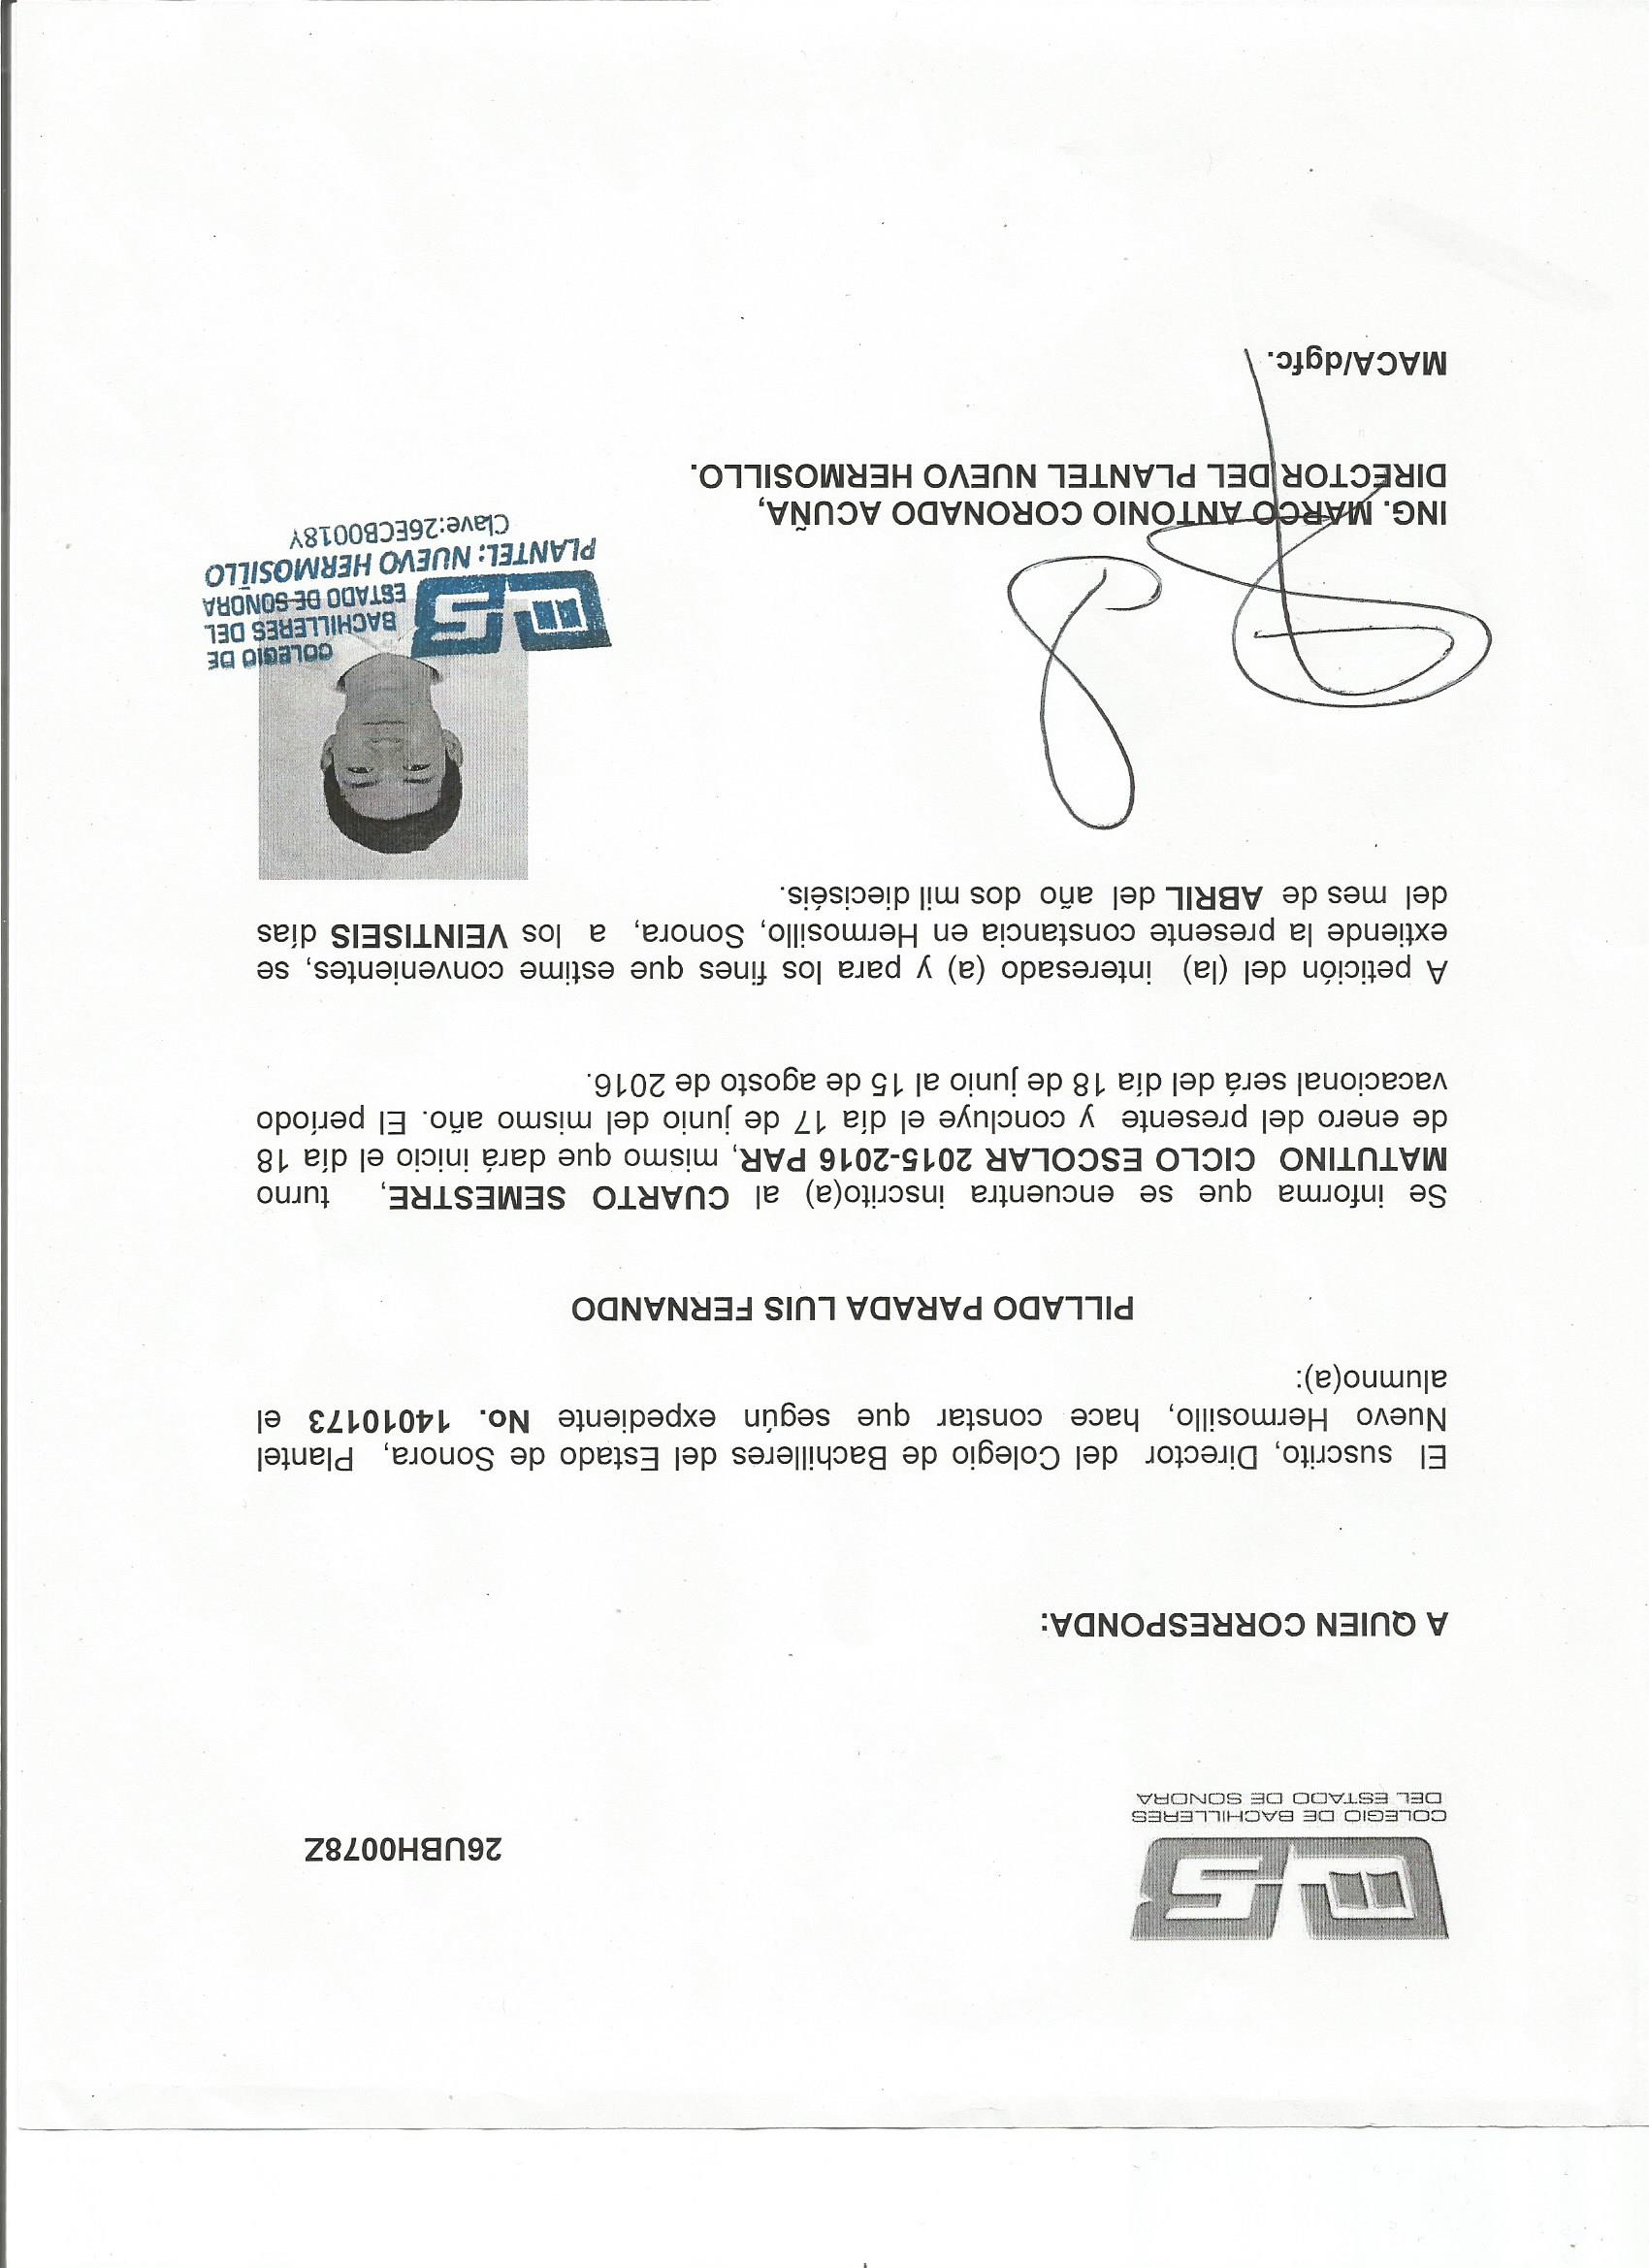 COLEGIO DE BACHILLERES
DEL ESTADO DE SONORA
26UBH0078Z
A QUIEN CORRESPONDA:
El suscrito, Director del Colegio de Bachilleres del Estado de Sonora, Plantel
Nuevo Hermosillo, hace constar que según expediente No. 14010173 el
alumno(a):
PILLADO PARADA LUIS FERNANDO
Se informa que se encuentra inscrito(a) al CUARTO SEMESTRE, turno
MATUTINO CICLO ESCOLAR 2015-2016 PAR, mismo que dará inicio el día 18
de enero del presente y concluye el día 17 de junio del mismo año. El período
vacacional será del día 18 de junio al 15 de agosto de 2016.
A petición del (la) interesado (a) y para los fines que estime convenientes, se
extiende la presente constancia en Hermosillo, Sonora, a los VEINTISEIS días
del mes de ABRIL del año dos mil dieciséis.
COLEGIO DE
BACHILLERES DEL
ESTADO DE SONORA
PLANTEL: NUEVO HERMOSILLO
Clave:26ECB0018Y
ING. MARCO ANTONIO CORONADO ACUÑA,
DIRECTOR DEL PLANTEL NUEVO HERMOSILLO.
MACA/dgfc.